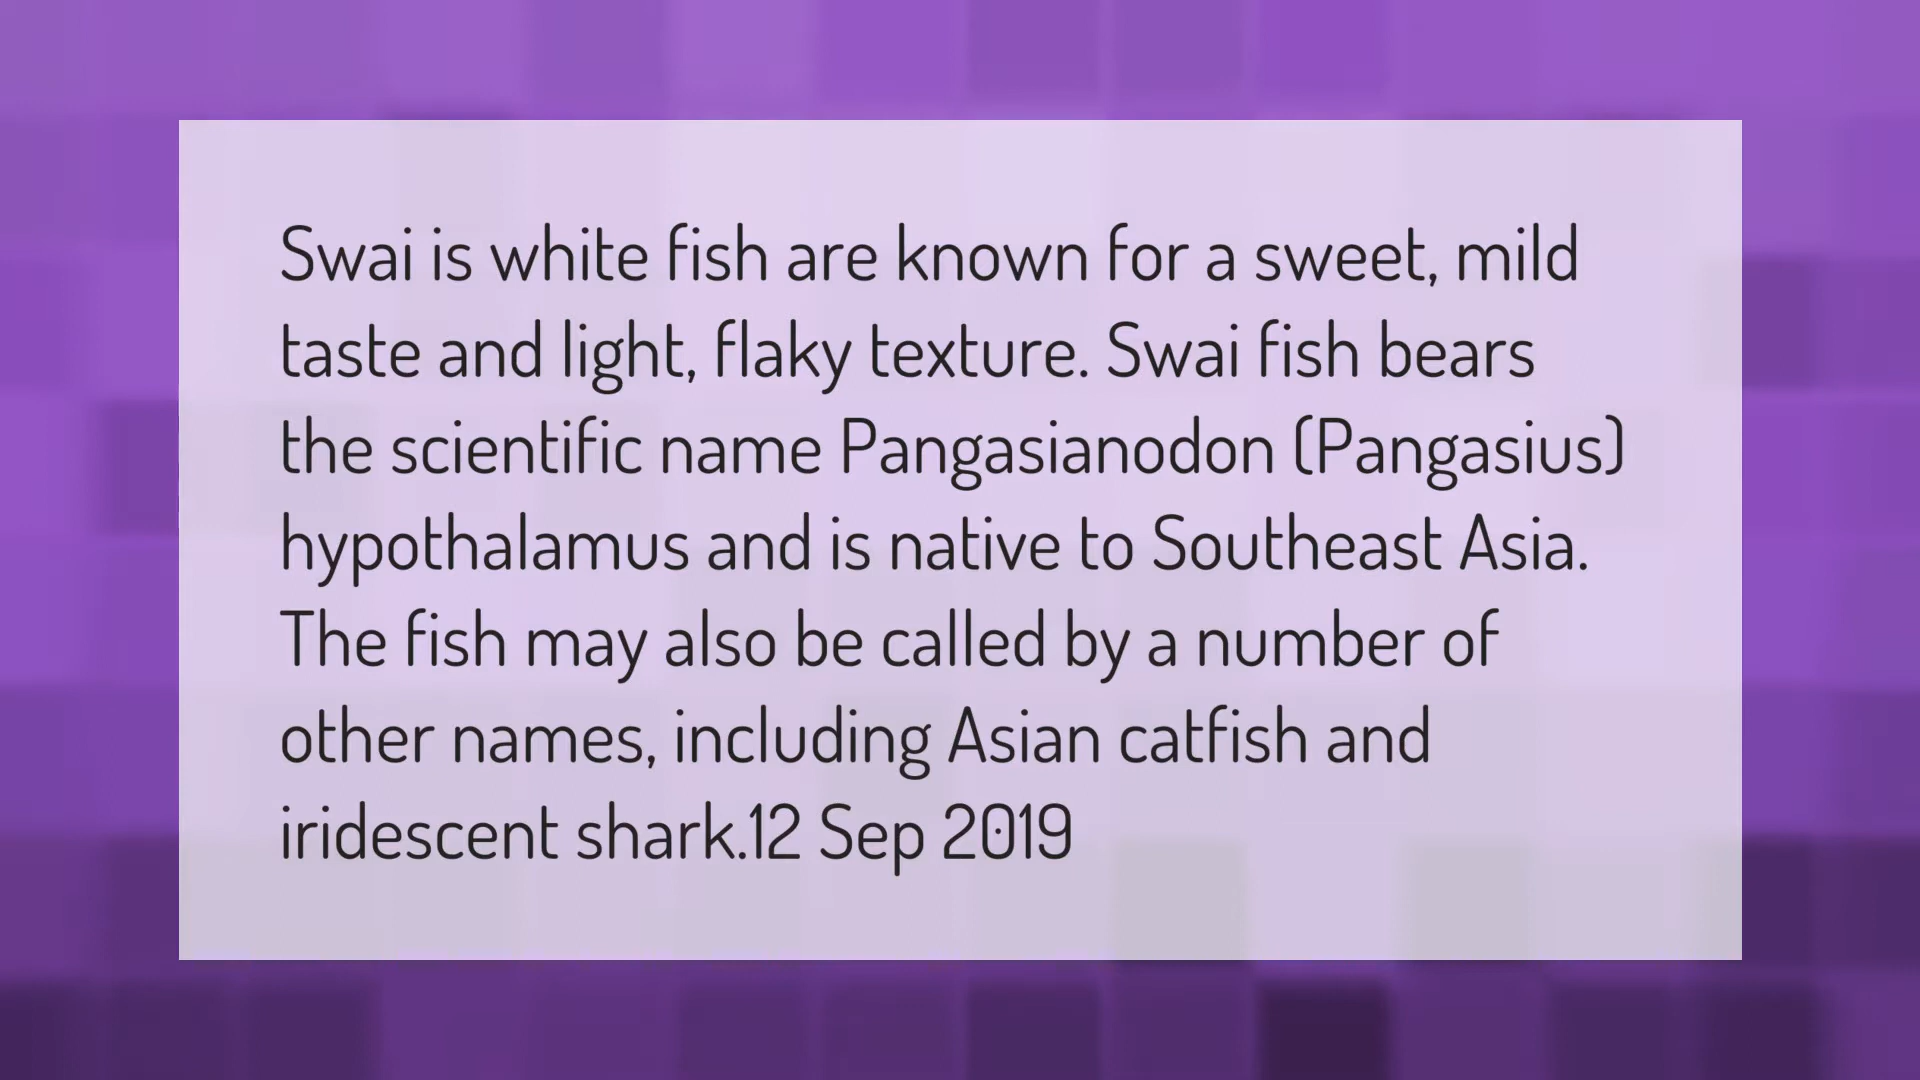 Swai is white fish are known for a sweet, mild
taste and light, flaky texture. Swai fish bears
the scientific name Pangasianodon (Pangasius)
hypothalamus and is native to Southeast Asia.
The fish may also be called by a number of
other names, including Asian catfish and
iridescent shark.12 Sep 2019